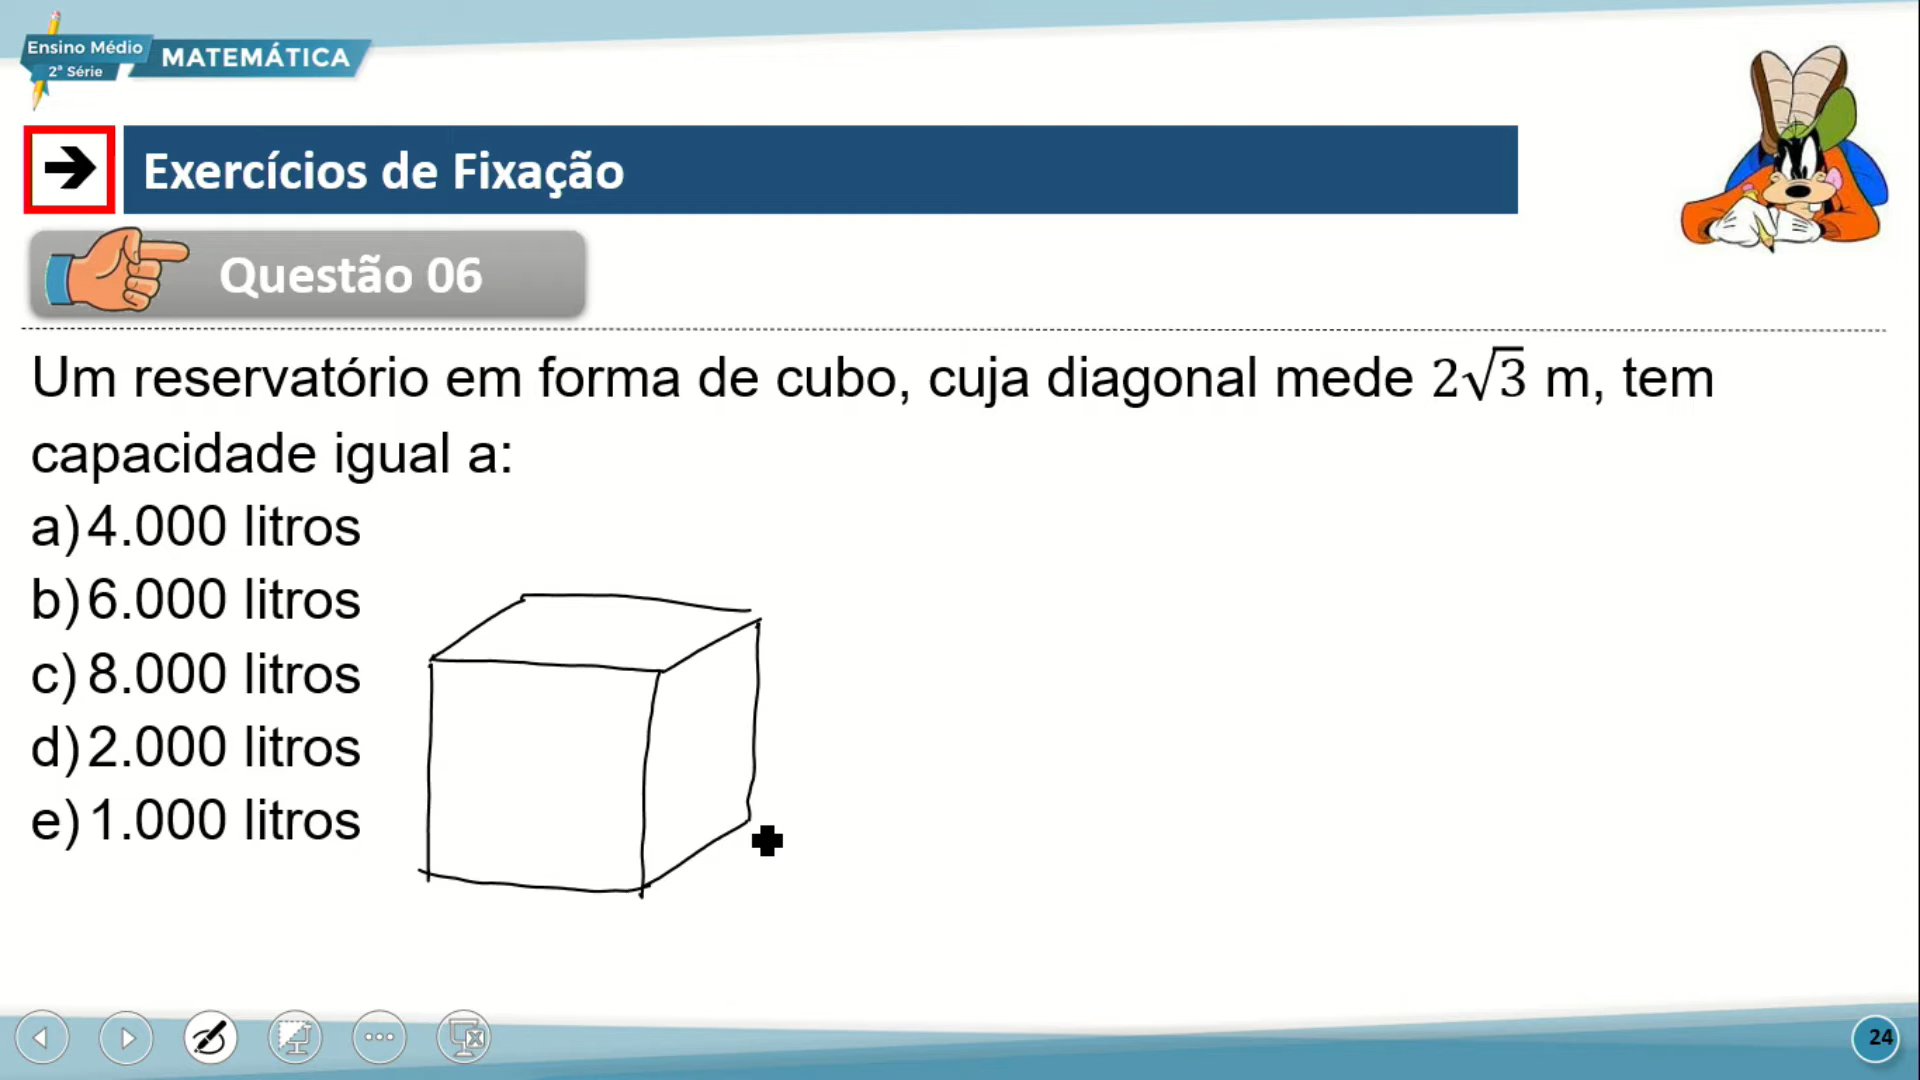 Ensino Médio
2ª Série
MATEMÁTICA
Exercícios de Fixação
Questão 06
Um reservatório em forma de cubo, cuja diagonal mede 2√3 m, tem
capacidade igual a:
a) 4.000 litros
b) 6.000 litros
c) 8.000 litros
d) 2.000 litros
e) 1.000 litros
24